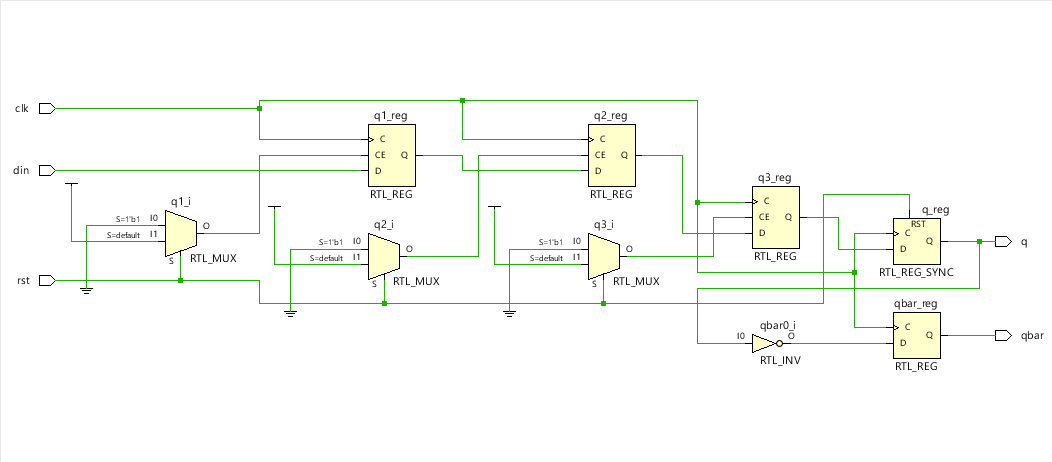 clk
din
rst
q1_i
S=1'b1 I0
S=default I1
O
S
RTL_MUX
q1_reg
C
CE Q
D
RTL_REG
q2_i
S=1'b1 I0
S=default I1
O
S
RTL_MUX
q2_reg
C
CE Q
D
RTL_REG
q3_i
S=1'b1 I0
S=default I1
O
S
RTL_MUX
q3_reg
C
CE Q
D
RTL_REG
q_reg
RST
C
Q
D
RTL_REG_SYNC
q
qbar0_i
I0 O
RTL_INV
qbar_reg
C
Q
D
RTL_REG
qbar